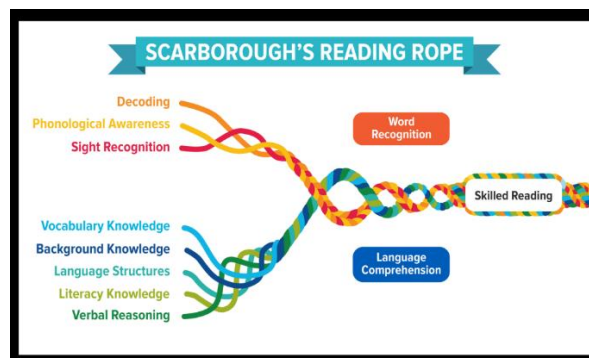 SCARBOROUGH'S READING ROPE
Decoding
Phonological Awareness
Sight Recognition
Word
Recognition
Skilled Reading
Vocabulary Knowledge
Background Knowledge
Language Structures
Literacy Knowledge
Verbal Reasoning
Language
Comprehension